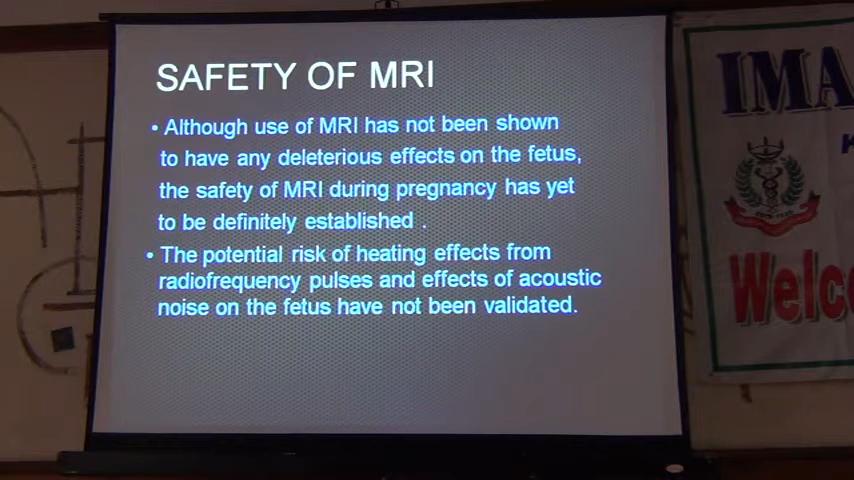 SAFETY OF MRI
• Although use of MRI has not been shown
to have any deleterious effects on the fetus,
the safety of MRI during pregnancy has yet
to be definitely established .
• The potential risk of heating effects from
radiofrequency pulses and effects of acoustic
noise on the fetus have not been validated.
IMA
Welc